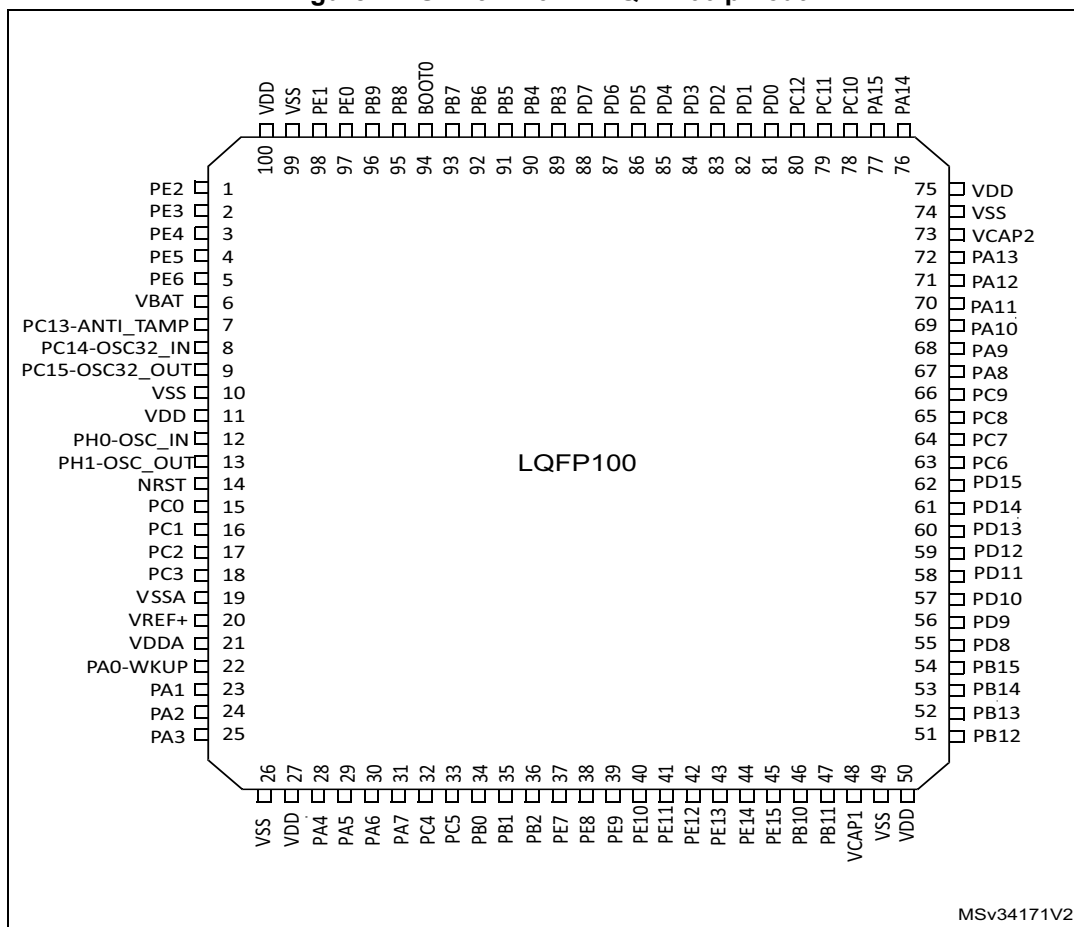 VDD VSS PE1 PE0 PB9 PB8 BOOT0 PB7 PB6 PB5 PB4 PB3 PD7 PD6 PD5 PD4 PD3 PD2 PD1 PD0 PC12 PC11 PC10 PA15 PA14
100 99 98 97 96 95 94 93 92 91 90 89 88 87 86 85 84 83 82 81 80 79 78 77 76
PE2 1 75 VDD
PE3 2 74 VSS
PE4 3 73 VCAP2
PE5 4 72 PA13
PE6 5 71 PA12
VBAT 6 70 PA11
PC13-ANTI_TAMP 7 69 PA10
PC14-OSC32_IN 8 68 PA9
PC15-OSC32_OUT 9 67 PA8
VSS 10 66 PC9
VDD 11 65 PC8
PH0-OSC_IN 12 64 PC7
PH1-OSC_OUT 13 LQFP100 63 PC6
NRST 14 62 PD15
PC0 15 61 PD14
PC1 16 60 PD13
PC2 17 59 PD12
PC3 18 58 PD11
VSSA 19 57 PD10
VREF+ 20 56 PD9
VDDA 21 55 PD8
PA0-WKUP 22 54 PB15
PA1 23 53 PB14
PA2 24 52 PB13
PA3 25 51 PB12
26 27 28 29 30 31 32 33 34 35 36 37 38 39 40 41 42 43 44 45 46 47 48 49 50
VSS VDD PA4 PA5 PA6 PA7 PC4 PC5 PB0 PB1 PB2 PE7 PE8 PE9 PE10 PE11 PE12 PE13 PE14 PE15 PB10 PB11 VCAP1 VSS VDD
MSv34171V2